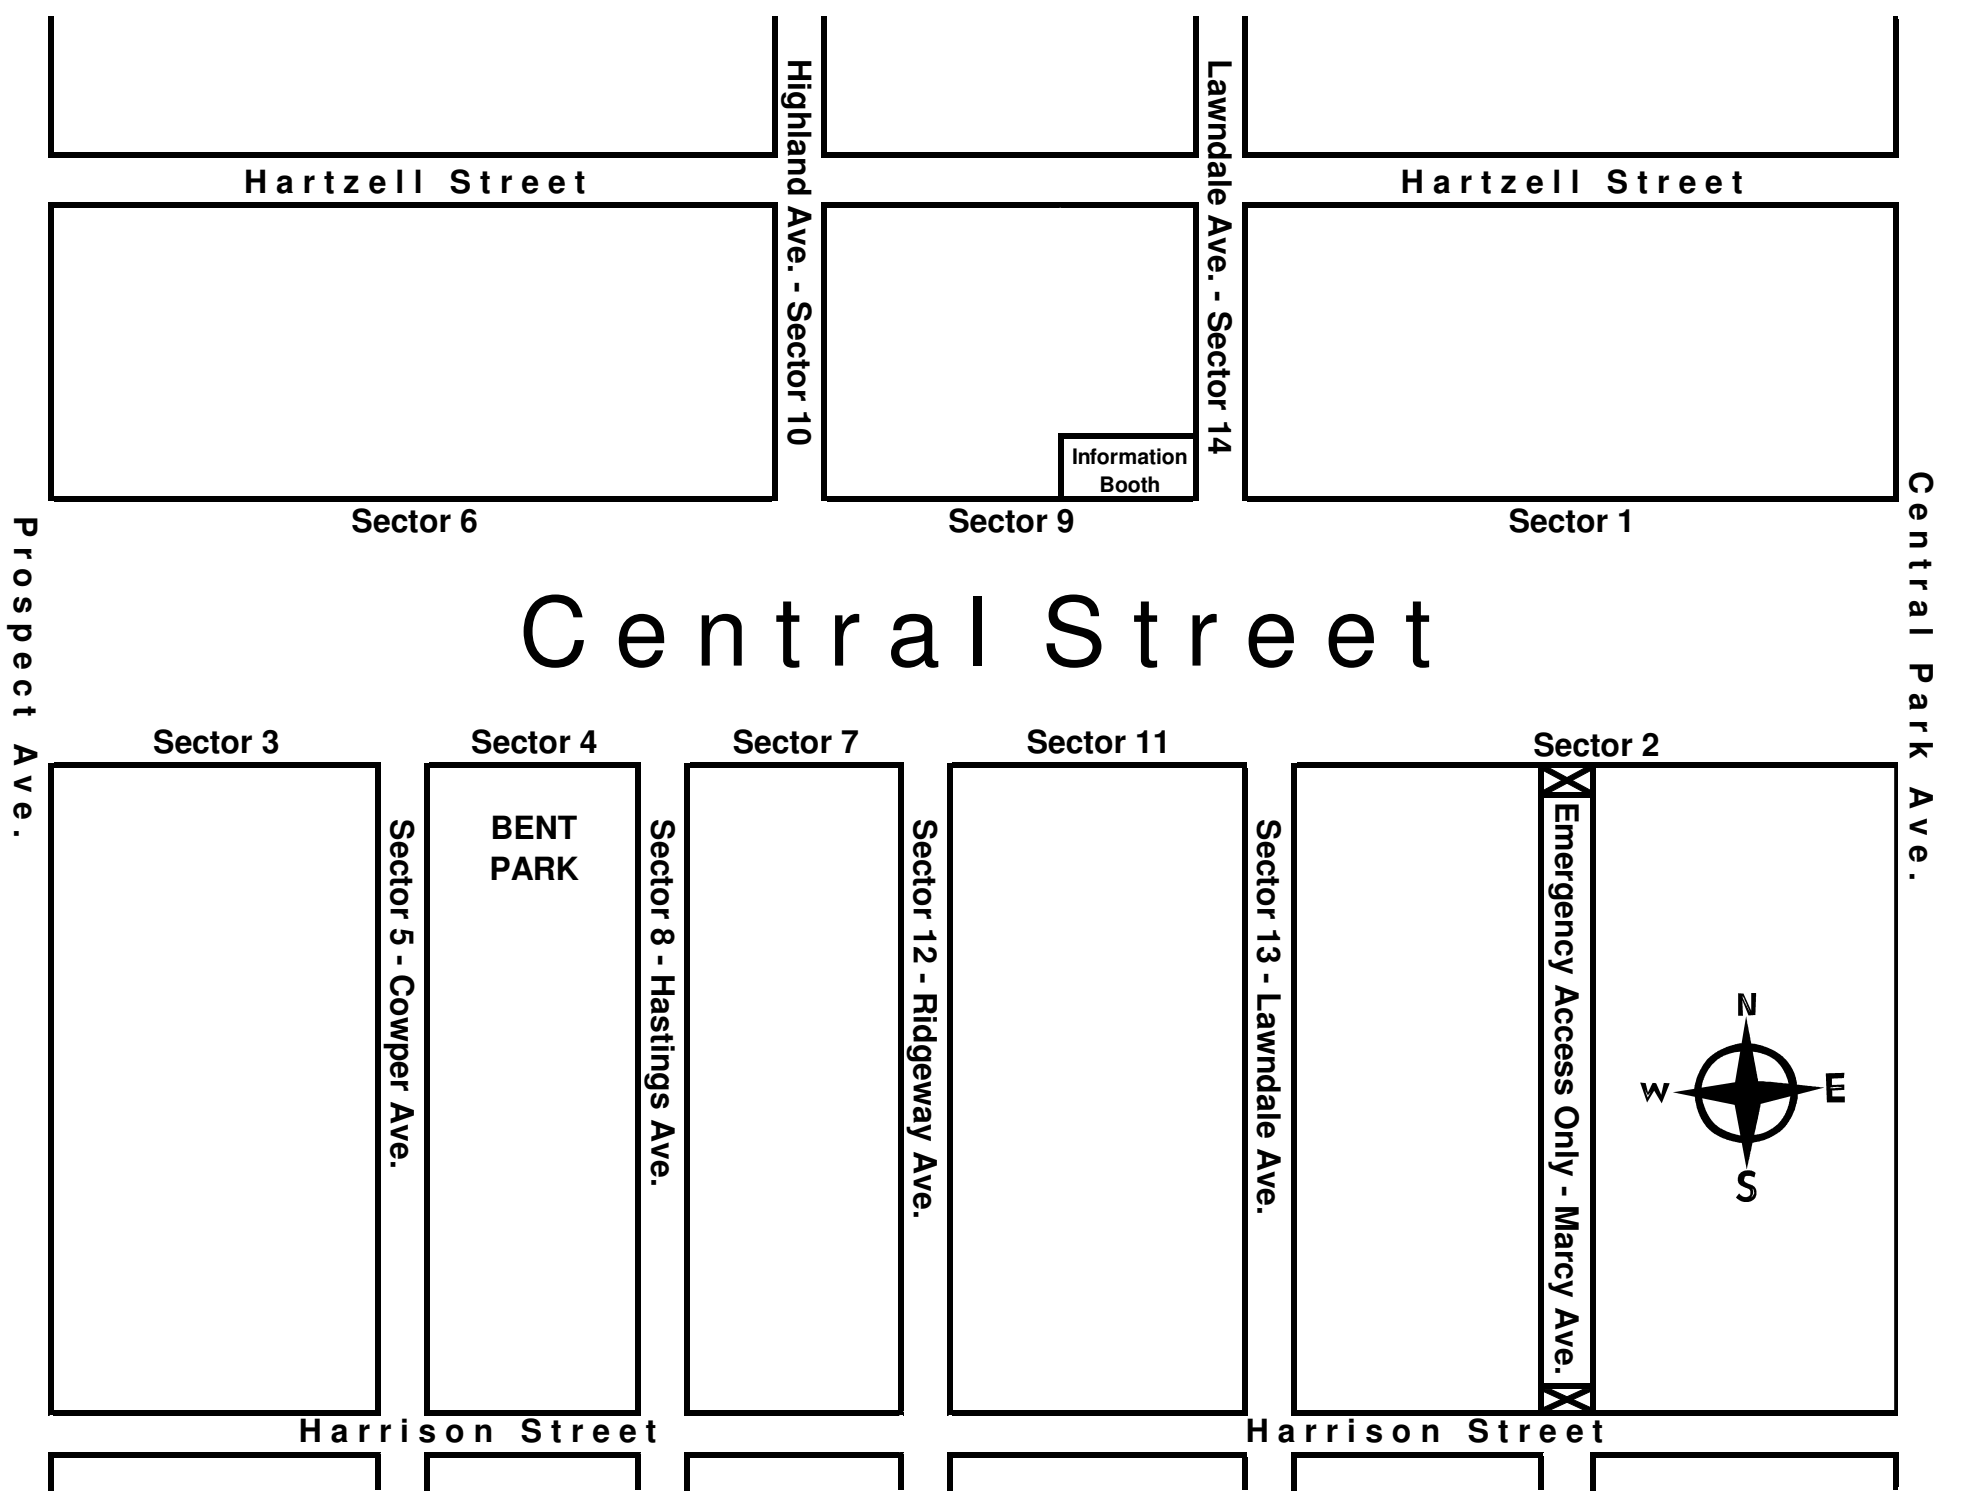 Highland Ave. - Sector 10
Lawndale Ave. - Sector 14
Hartzell Street
Hartzell Street
Information
Booth
Sector 6
Sector 9
Sector 1
Prospect Ave.
Central Street
Central Park Ave.
Sector 3
Sector 4
Sector 7
Sector 11
Sector 2
BENT
PARK
Sector 5 - Cowper Ave.
Sector 8 - Hastings Ave.
Sector 12 - Ridgeway Ave.
Sector 13 - Lawndale Ave.
Emergency Access Only - Marcy Ave.
N
W
E
S
Harrison Street
Harrison Street